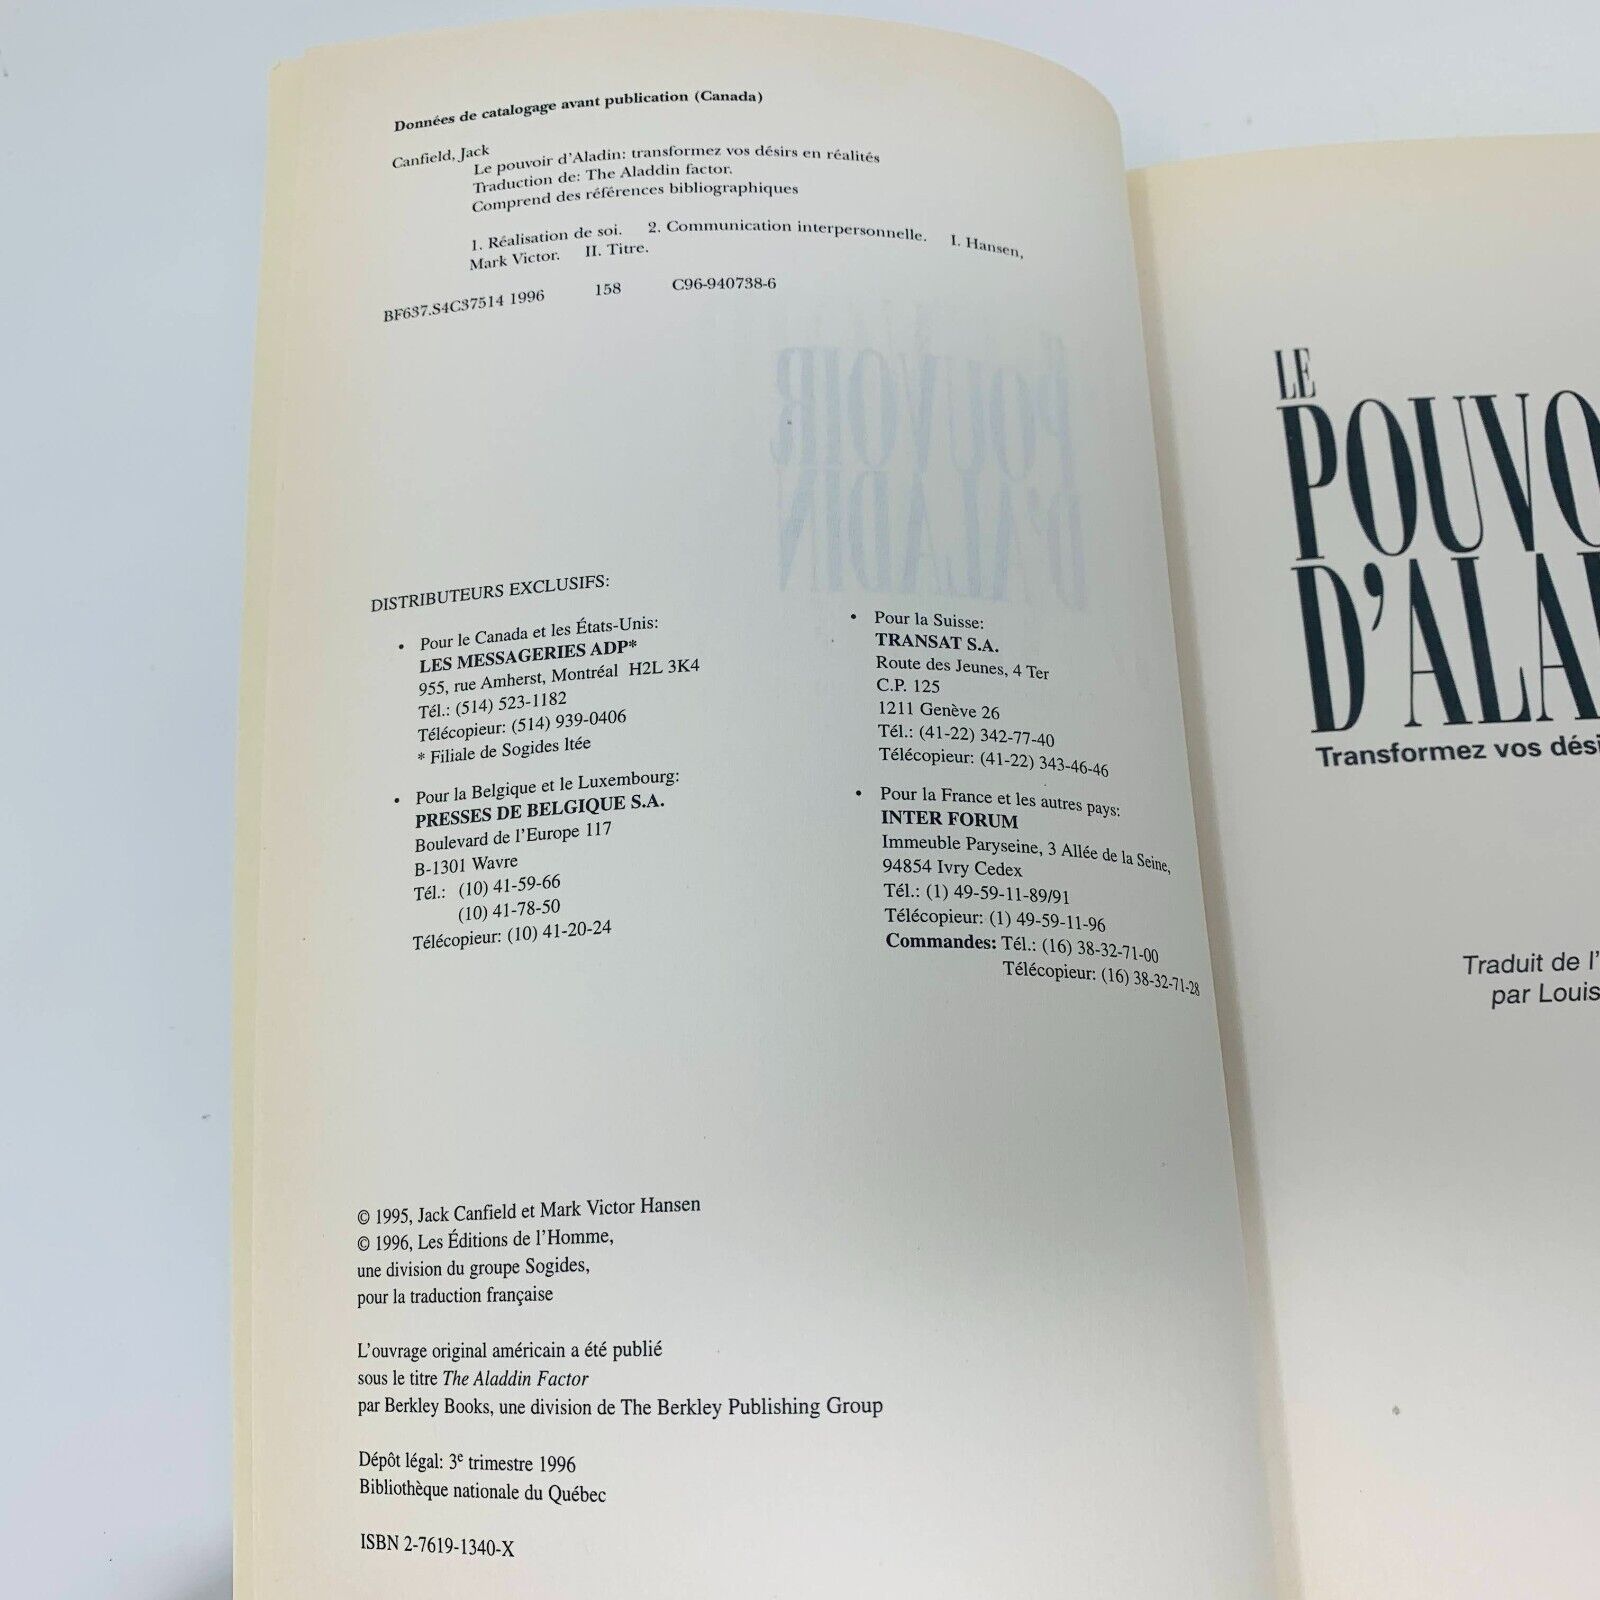 Données de catalogage avant publication (Canada)
Canfield, Jack
Le pouvoir d'Aladin: transformez vos désirs en réalités
Traduction de: The Aladdin factor.
Comprend des références bibliographiques
1. Réalisation de soi. 2. Communication interpersonnelle. I. Hansen,
Mark Victor. II. Titre.
BF637.S4C37514 1996 158 C96-940738-6
DISTRIBUTEURS EXCLUSIFS:
• Pour le Canada et les États-Unis:
LES MESSAGERIES ADP*
955, rue Amherst, Montréal H2L 3K4
Tél.: (514) 523-1182
Télécopieur: (514) 939-0406
* Filiale de Sogides ltée
• Pour la Belgique et le Luxembourg:
PRESSES DE BELGIQUE S.A.
Boulevard de l'Europe 117
B-1301 Wavre
Tél.: (10) 41-59-66
(10) 41-78-50
Télécopieur: (10) 41-20-24
• Pour la Suisse:
TRANSAT S.A.
Route des Jeunes, 4 Ter
C.P. 125
1211 Genève 26
Tél.: (41-22) 342-77-40
Télécopieur: (41-22) 343-46-46
• Pour la France et les autres pays:
INTER FORUM
Immeuble Paryseine, 3 Allée de la Seine,
94854 Ivry Cedex
Tél.: (1) 49-59-11-89/91
Télécopieur: (1) 49-59-11-96
Commandes: Tél.: (16) 38-32-71-00
Télécopieur: (16) 38-32-71-28
© 1995, Jack Canfield et Mark Victor Hansen
© 1996, Les Éditions de l'Homme,
une division du groupe Sogides,
pour la traduction française
L'ouvrage original américain a été publié
sous le titre The Aladdin Factor
par Berkley Books, une division de The Berkley Publishing Group
Dépôt légal: 3e trimestre 1996
Bibliothèque nationale du Québec
ISBN 2-7619-1340-X
LE
POUVO
D'ALA
Transformez vos dési
Traduit de l'
par Louis